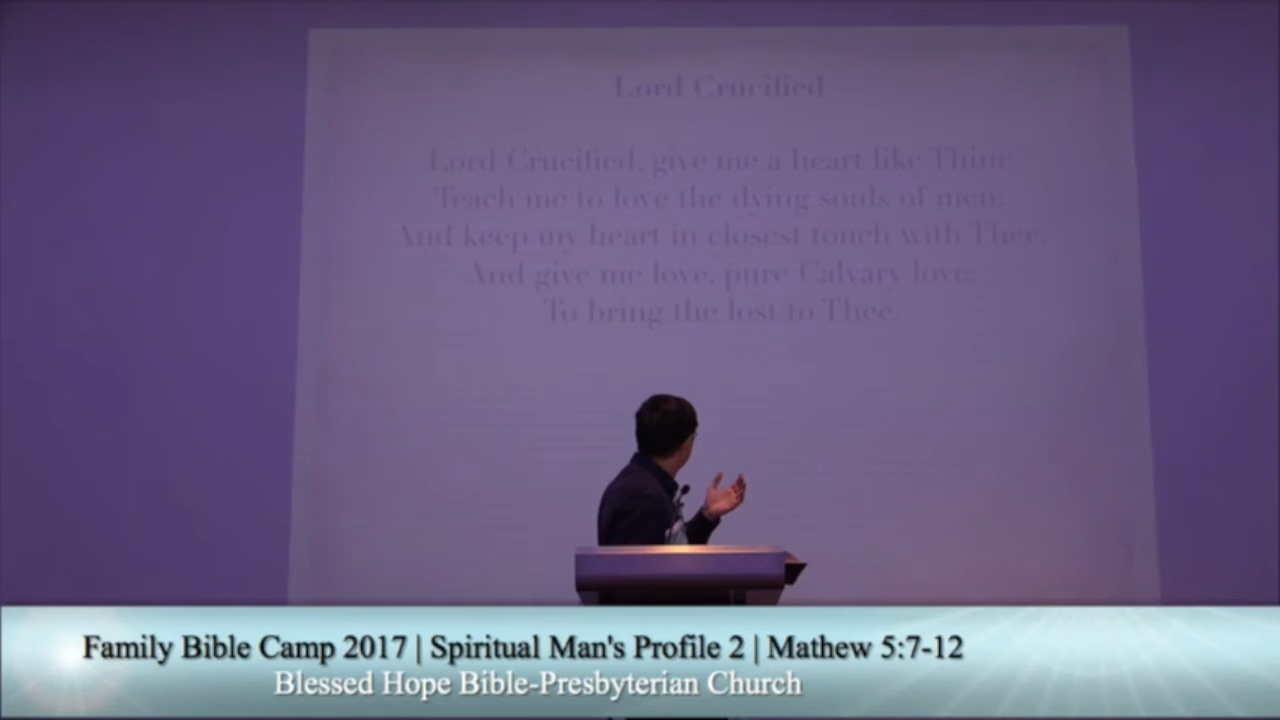 Lord Crucified
Lord Crucified, give me a heart like Thine
Teach me to love the dying souls of men;
And keep my heart in closest touch with Thee.
And give me love, pure Calvary love,
To bring the lost to Thee.
Family Bible Camp 2017 | Spiritual Man's Profile 2 | Mathew 5:7-12
Blessed Hope Bible-Presbyterian Church